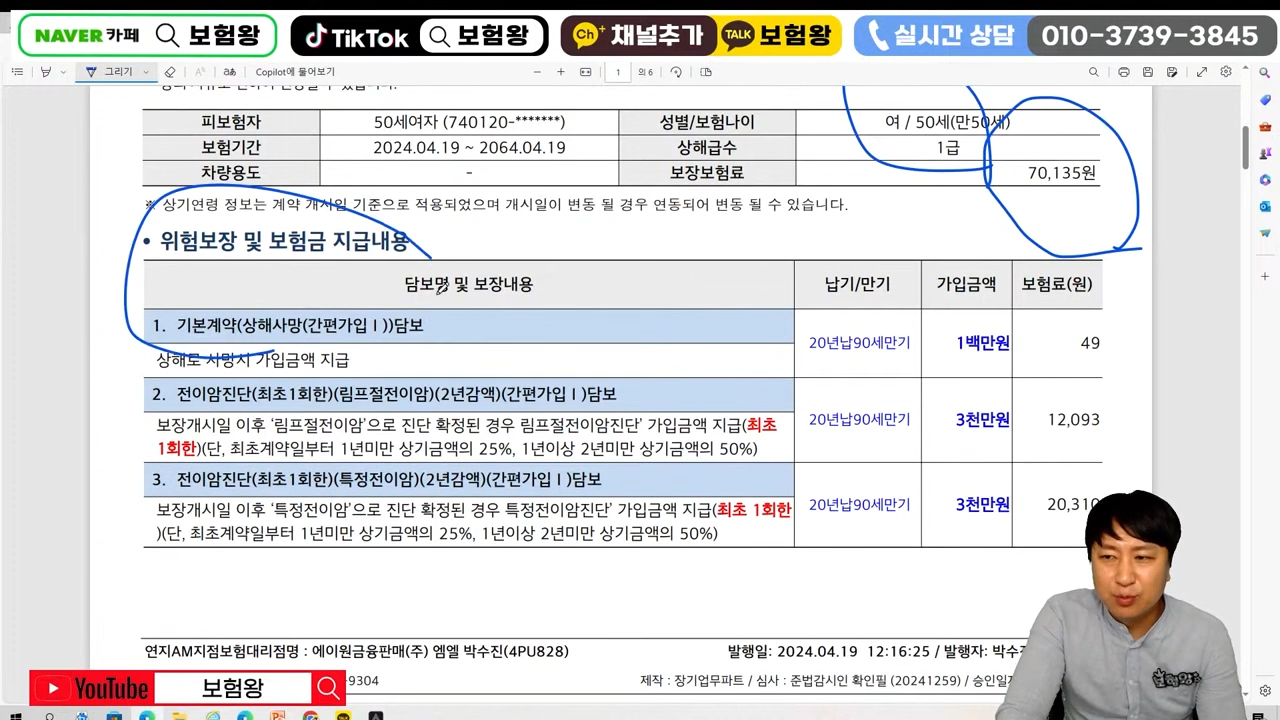 NAVER 카페 보험왕
TikTok 보험왕
Ch+ 채널추가 TALK 보험왕
실시간 상담 010-3739-3845
그리기 Copilot에 물어보기 1 의 6
피보험자 50세여자 (740120-*******) 성별/보험나이 여 / 50세(만50세)
보험기간 2024.04.19 ~ 2064.04.19 상해급수 1급
차량용도 - 보장보험료 70,135원
※ 상기연령 정보는 계약 개시일 기준으로 적용되었으며 개시일이 변동 될 경우 연동되어 변동 될 수 있습니다.
• 위험보장 및 보험금 지급내용
담보명 및 보장내용 납기/만기 가입금액 보험료(원)
1. 기본계약(상해사망(간편가입Ⅰ))담보
상해로 사망시 가입금액 지급
20년납90세만기 1백만원 49
2. 전이암진단(최초1회한)(림프절전이암)(2년감액)(간편가입Ⅰ)담보
보장개시일 이후 ‘림프절전이암’으로 진단 확정된 경우 림프절전이암진단’ 가입금액 지급(최초
1회한)(단, 최초계약일부터 1년미만 상기금액의 25%, 1년이상 2년미만 상기금액의 50%)
20년납90세만기 3천만원 12,093
3. 전이암진단(최초1회한)(특정전이암)(2년감액)(간편가입Ⅰ)담보
보장개시일 이후 ‘특정전이암’으로 진단 확정된 경우 특정전이암진단’ 가입금액 지급(최초 1회한
)(단, 최초계약일부터 1년미만 상기금액의 25%, 1년이상 2년미만 상기금액의 50%)
20년납90세만기 3천만원 20,310
연지AM지점보험대리점명 : 에이원금융판매(주) 엠엘 박수진(4PU828) 발행일: 2024.04.19 12:16:25 / 발행자: 박수
9304 제작 : 장기업무파트 / 심사 : 준법감시인 확인필 (20241259) / 승인일
YouTube 보험왕
보험왕